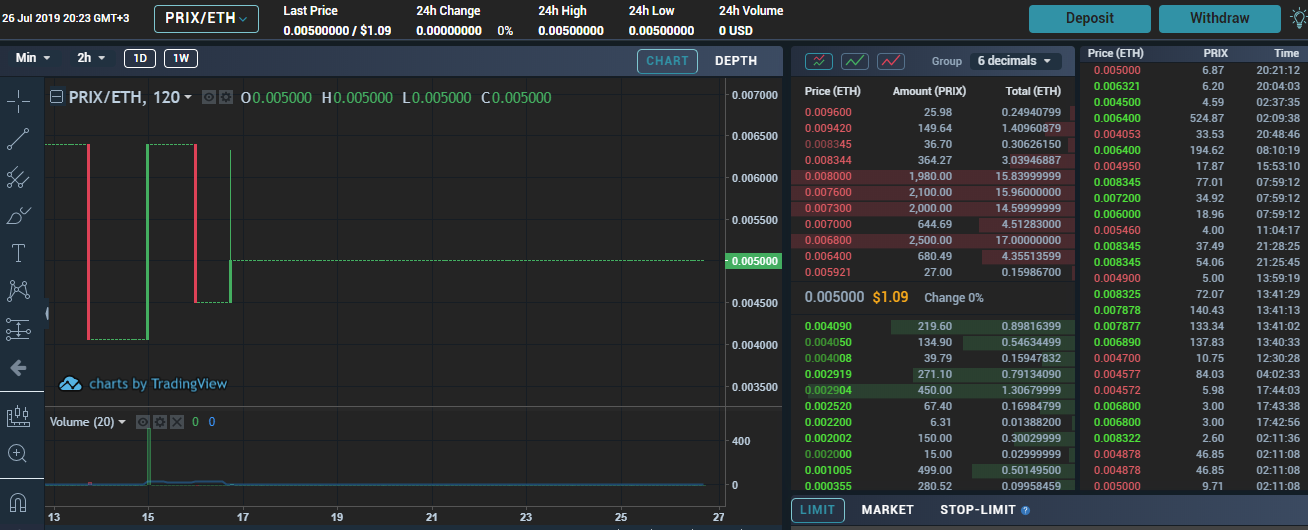 26 Jul 2019 20:23 GMT+3
PRIX/ETH
Last Price
0.00500000 / $1.09
24h Change
0.00000000 0%
24h High
0.00500000
24h Low
0.00500000
24h Volume
0 USD
Deposit
Withdraw
Min 2h 1D 1W CHART DEPTH
PRIX/ETH, 120 O0.005000 H0.005000 L0.005000 C0.005000
0.007000
0.006500
0.006000
0.005500
0.005000
0.004500
0.004000
0.003500
charts by TradingView
Volume (20) 0 0
400
0
13 15 17 19 21 23 25 27
Group 6 decimals
Price (ETH) Amount (PRIX) Total (ETH)
0.009600 25.98 0.24940799
0.009420 149.64 1.40960879
0.008345 36.70 0.30626150
0.008344 364.27 3.03946887
0.008000 1,980.00 15.83999999
0.007600 2,100.00 15.96000000
0.007300 2,000.00 14.59999999
0.007000 644.69 4.51283000
0.006800 2,500.00 17.00000000
0.006400 680.49 4.35513599
0.005921 27.00 0.15986700
0.005000 $1.09 Change 0%
0.004090 219.60 0.89816399
0.004050 134.90 0.54634499
0.004008 39.79 0.15947832
0.002919 271.10 0.79134090
0.002904 450.00 1.30679999
0.002520 67.40 0.16984799
0.002200 6.31 0.01388200
0.002002 150.00 0.30029999
0.002000 15.00 0.02999999
0.001005 499.00 0.50149500
0.000355 280.52 0.09958459
LIMIT MARKET STOP-LIMIT ?
Price (ETH) PRIX Time
0.005000 6.87 20:21:12
0.006321 6.20 20:04:03
0.004500 4.59 02:37:35
0.006400 524.87 02:09:38
0.004053 33.53 20:48:46
0.006400 194.62 08:10:19
0.004950 17.87 15:53:10
0.008345 77.01 07:59:12
0.007200 34.92 07:59:12
0.006000 18.96 07:59:12
0.005460 4.00 11:04:17
0.008345 37.49 21:28:25
0.008345 54.06 21:25:45
0.004900 5.00 13:59:19
0.008325 72.07 13:41:29
0.007878 140.43 13:41:13
0.007877 133.34 13:41:02
0.006890 137.83 13:40:33
0.004700 10.75 12:30:28
0.004577 84.03 04:02:33
0.004572 5.98 17:44:03
0.006800 3.00 17:43:38
0.006800 3.00 17:42:56
0.008322 2.60 02:11:36
0.004878 46.85 02:11:08
0.004878 46.85 02:11:08
0.005000 9.71 02:11:08